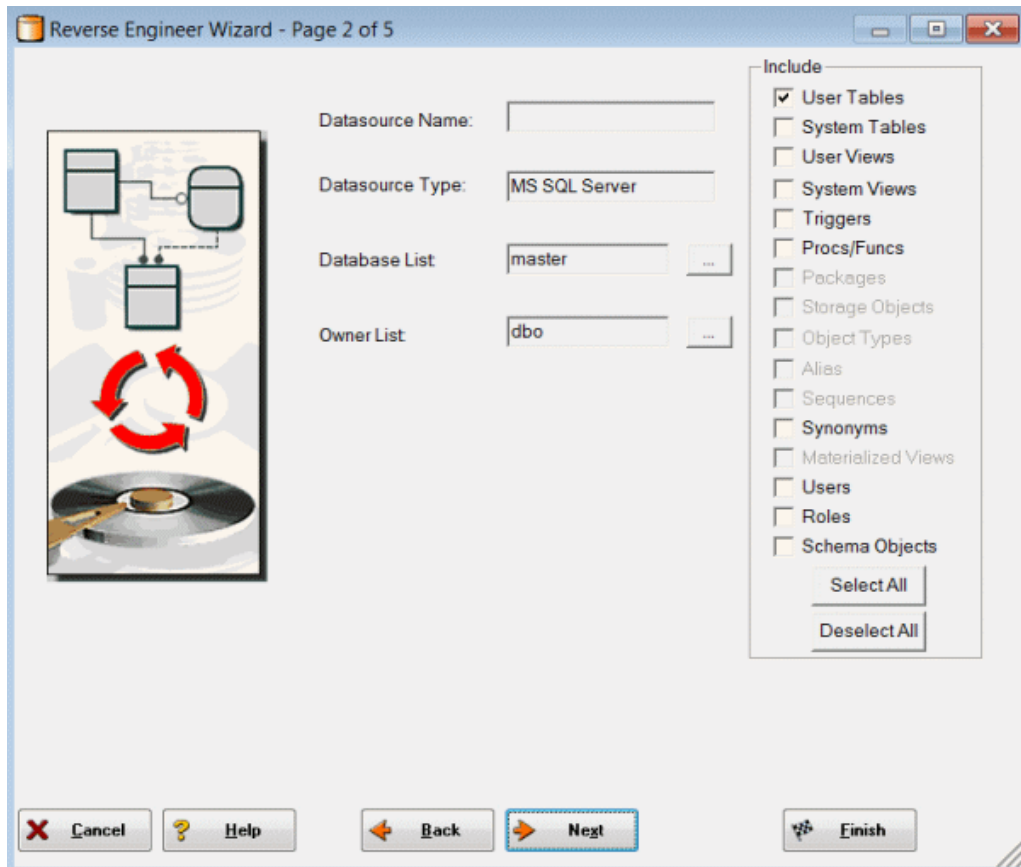 Reverse Engineer Wizard - Page 2 of 5
Datasource Name:
Datasource Type: MS SQL Server
Database List master ...
Owner List dbo ...
Include
User Tables
System Tables
User Views
System Views
Triggers
Procs/Funcs
Packages
Storage Objects
Object Types
Alias
Sequences
Synonyms
Materialized Views
Users
Roles
Schema Objects
Select All
Deselect All
Cancel Help Back Next Finish